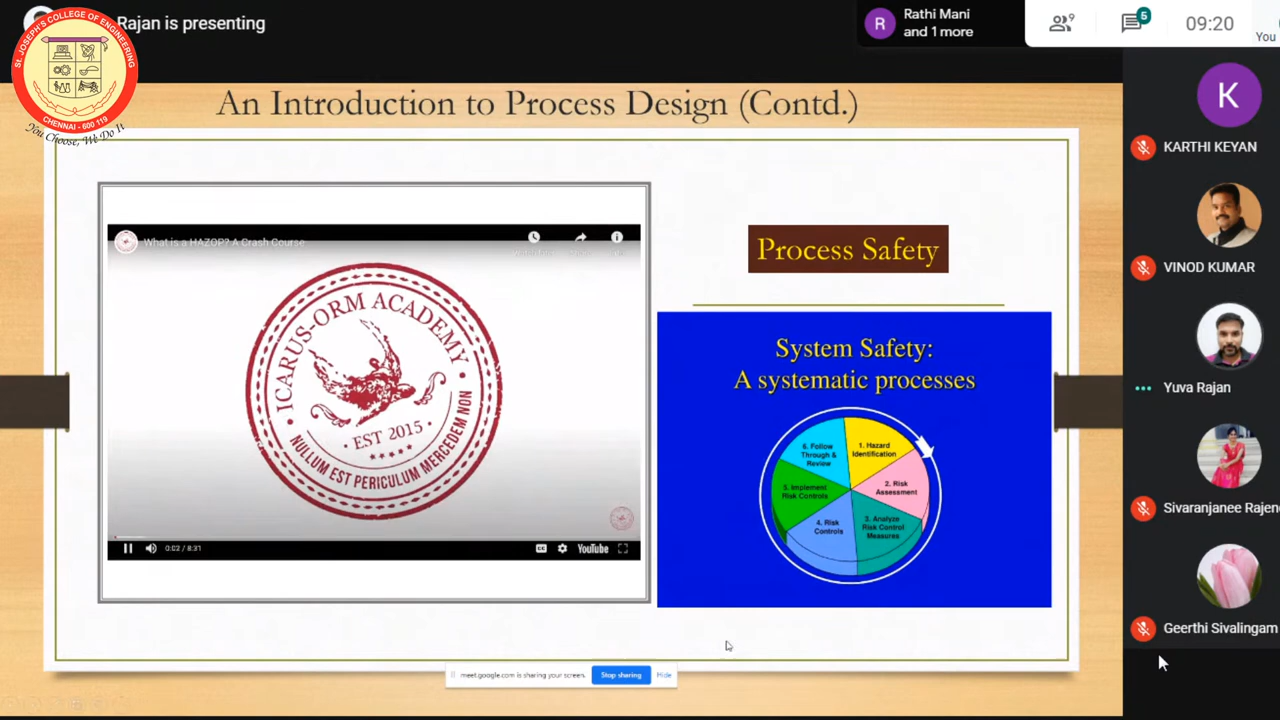 Rajan is presenting
Rathi Mani
and 1 more
9
5
09:20
You
ST. JOSEPH'S COLLEGE OF ENGINEERING
CHENNAI - 600 119
You Choose, We Do It
An Introduction to Process Design (Contd.)
What is a HAZOP? A Crash Course
ICARUS-ORM ACADEMY
EST 2015
NULLUM EST PERICULUM MERCEDEM NON
0:02 / 8:31
CC
YouTube
Process Safety
System Safety:
A systematic processes
1. Hazard
Identification
2. Risk
Assessment
3. Analyze
Risk Control
Measures
4. Risk
Controls
5. Implement
Risk Controls
6. Follow
Through &
Review
meet.google.com is sharing your screen.
Stop sharing
Hide
K
KARTHI KEYAN
VINOD KUMAR
Yuva Rajan
Sivaranjanee Rajen
Geerthi Sivalingam
R